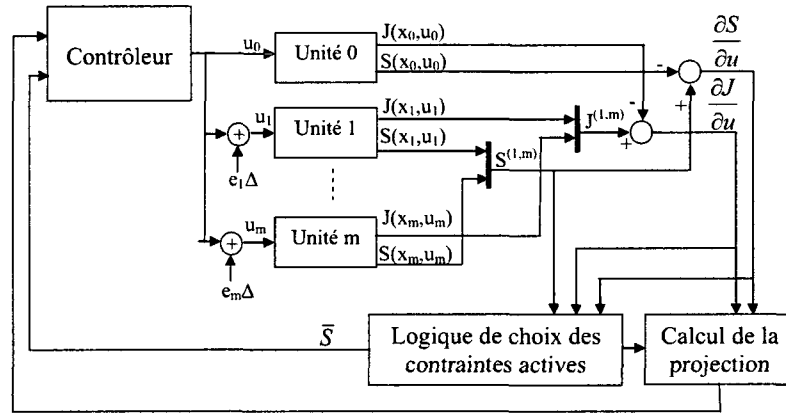 Contrôleur
u₀
Unité 0
J(x₀,u₀)
S(x₀,u₀)
-
∂S
∂u
u₁
Unité 1
J(x₁,u₁)
S(x₁,u₁)
+
e₁Δ
J⁽¹·ᵐ⁾
-
+
+
∂J
∂u
S⁽¹,ᵐ⁾
uₘ
Unité m
J(xₘ,uₘ)
S(xₘ,uₘ)
+
eₘΔ
S̅
Logique de choix des
contraintes actives
Calcul de la
projection